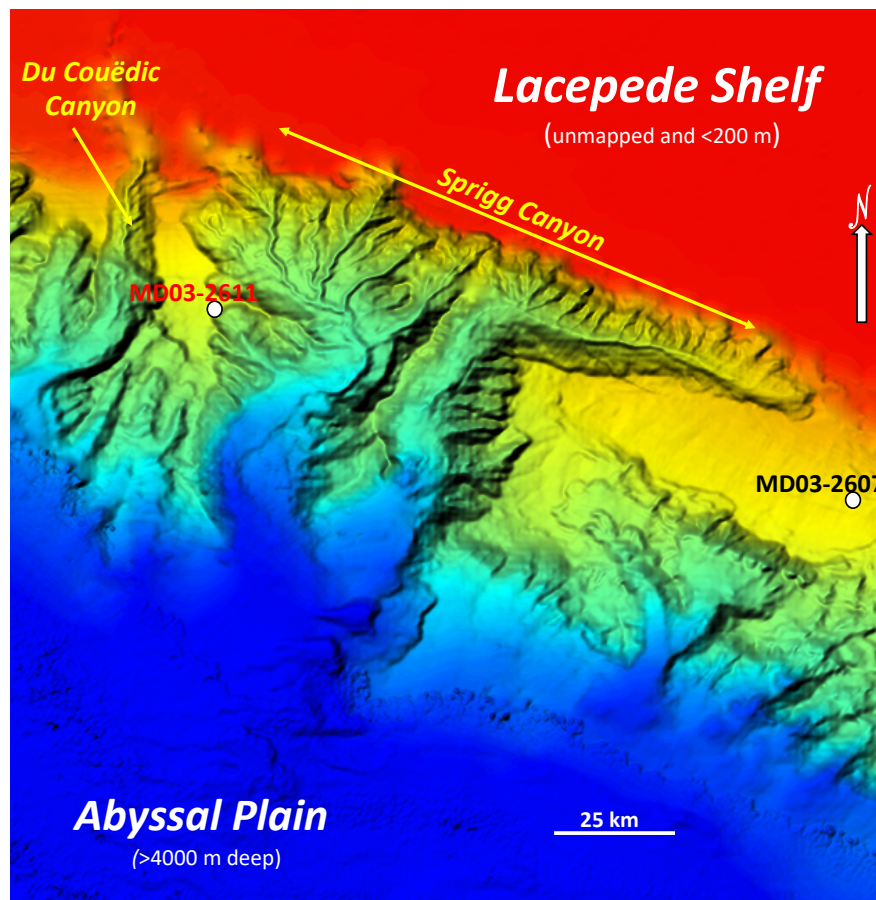 Du Couëdic
Canyon
Lacepede Shelf
(unmapped and <200 m)
Sprigg Canyon
N
MD03-2611
MD03-2607
Abyssal Plain
(>4000 m deep)
25 km